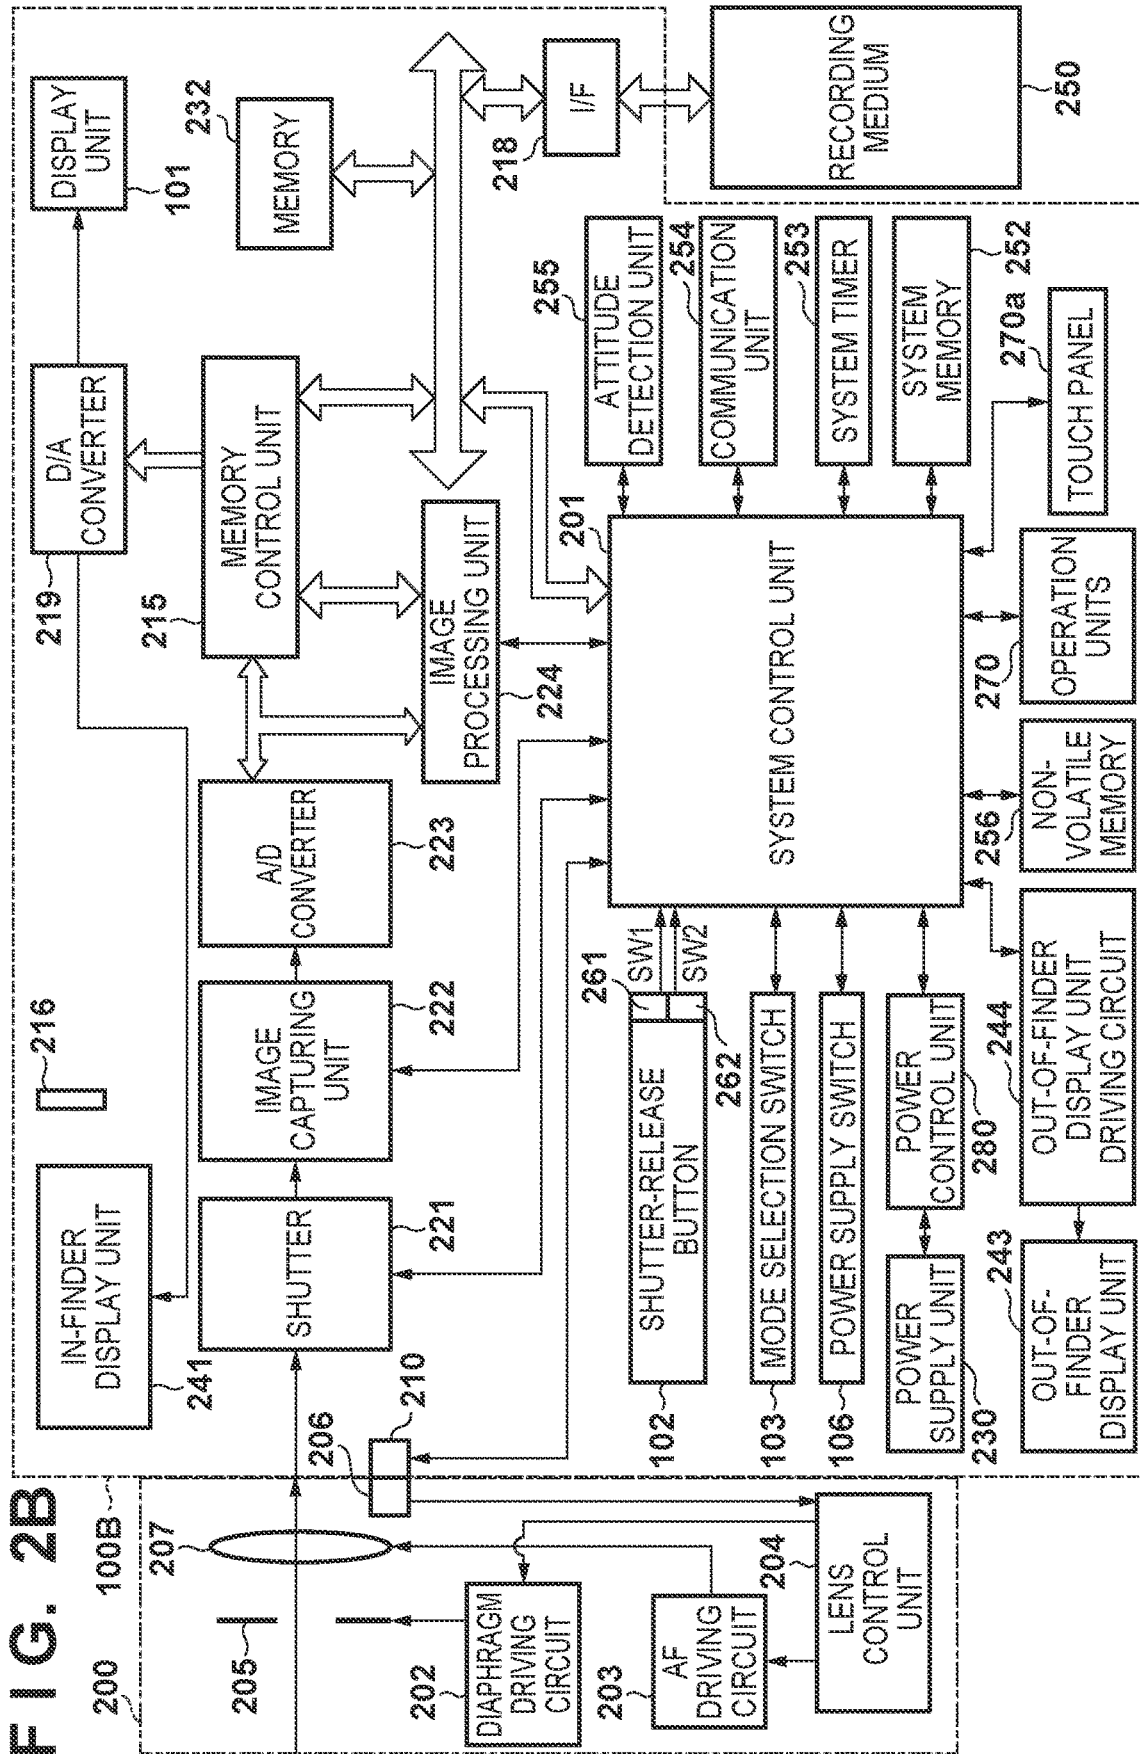 FIG. 2B
200
100B
205
207
202
DIAPHRAGM
DRIVING
CIRCUIT
203
AF
DRIVING
CIRCUIT
204
LENS
CONTROL
UNIT
206
210
241
IN-FINDER
DISPLAY UNIT
216
SHUTTER
221
IMAGE
CAPTURING
UNIT
222
A/D
CONVERTER
223
219
D/A
CONVERTER
DISPLAY
UNIT
101
215
MEMORY
CONTROL UNIT
MEMORY
232
IMAGE
PROCESSING UNIT
224
218
I/F
RECORDING
MEDIUM
250
201
SYSTEM CONTROL UNIT
102
SHUTTER-RELEASE
BUTTON
261
SW1
SW2
262
103
MODE SELECTION SWITCH
106
POWER SUPPLY SWITCH
POWER
SUPPLY UNIT
230
POWER
CONTROL UNIT
280
243
OUT-OF-
FINDER
DISPLAY UNIT
244
OUT-OF-FINDER
DISPLAY UNIT
DRIVING CIRCUIT
256
NON-
VOLATILE
MEMORY
270
OPERATION
UNITS
270a
TOUCH PANEL
255
ATTITUDE
DETECTION UNIT
254
COMMUNICATION
UNIT
253
SYSTEM TIMER
252
SYSTEM
MEMORY